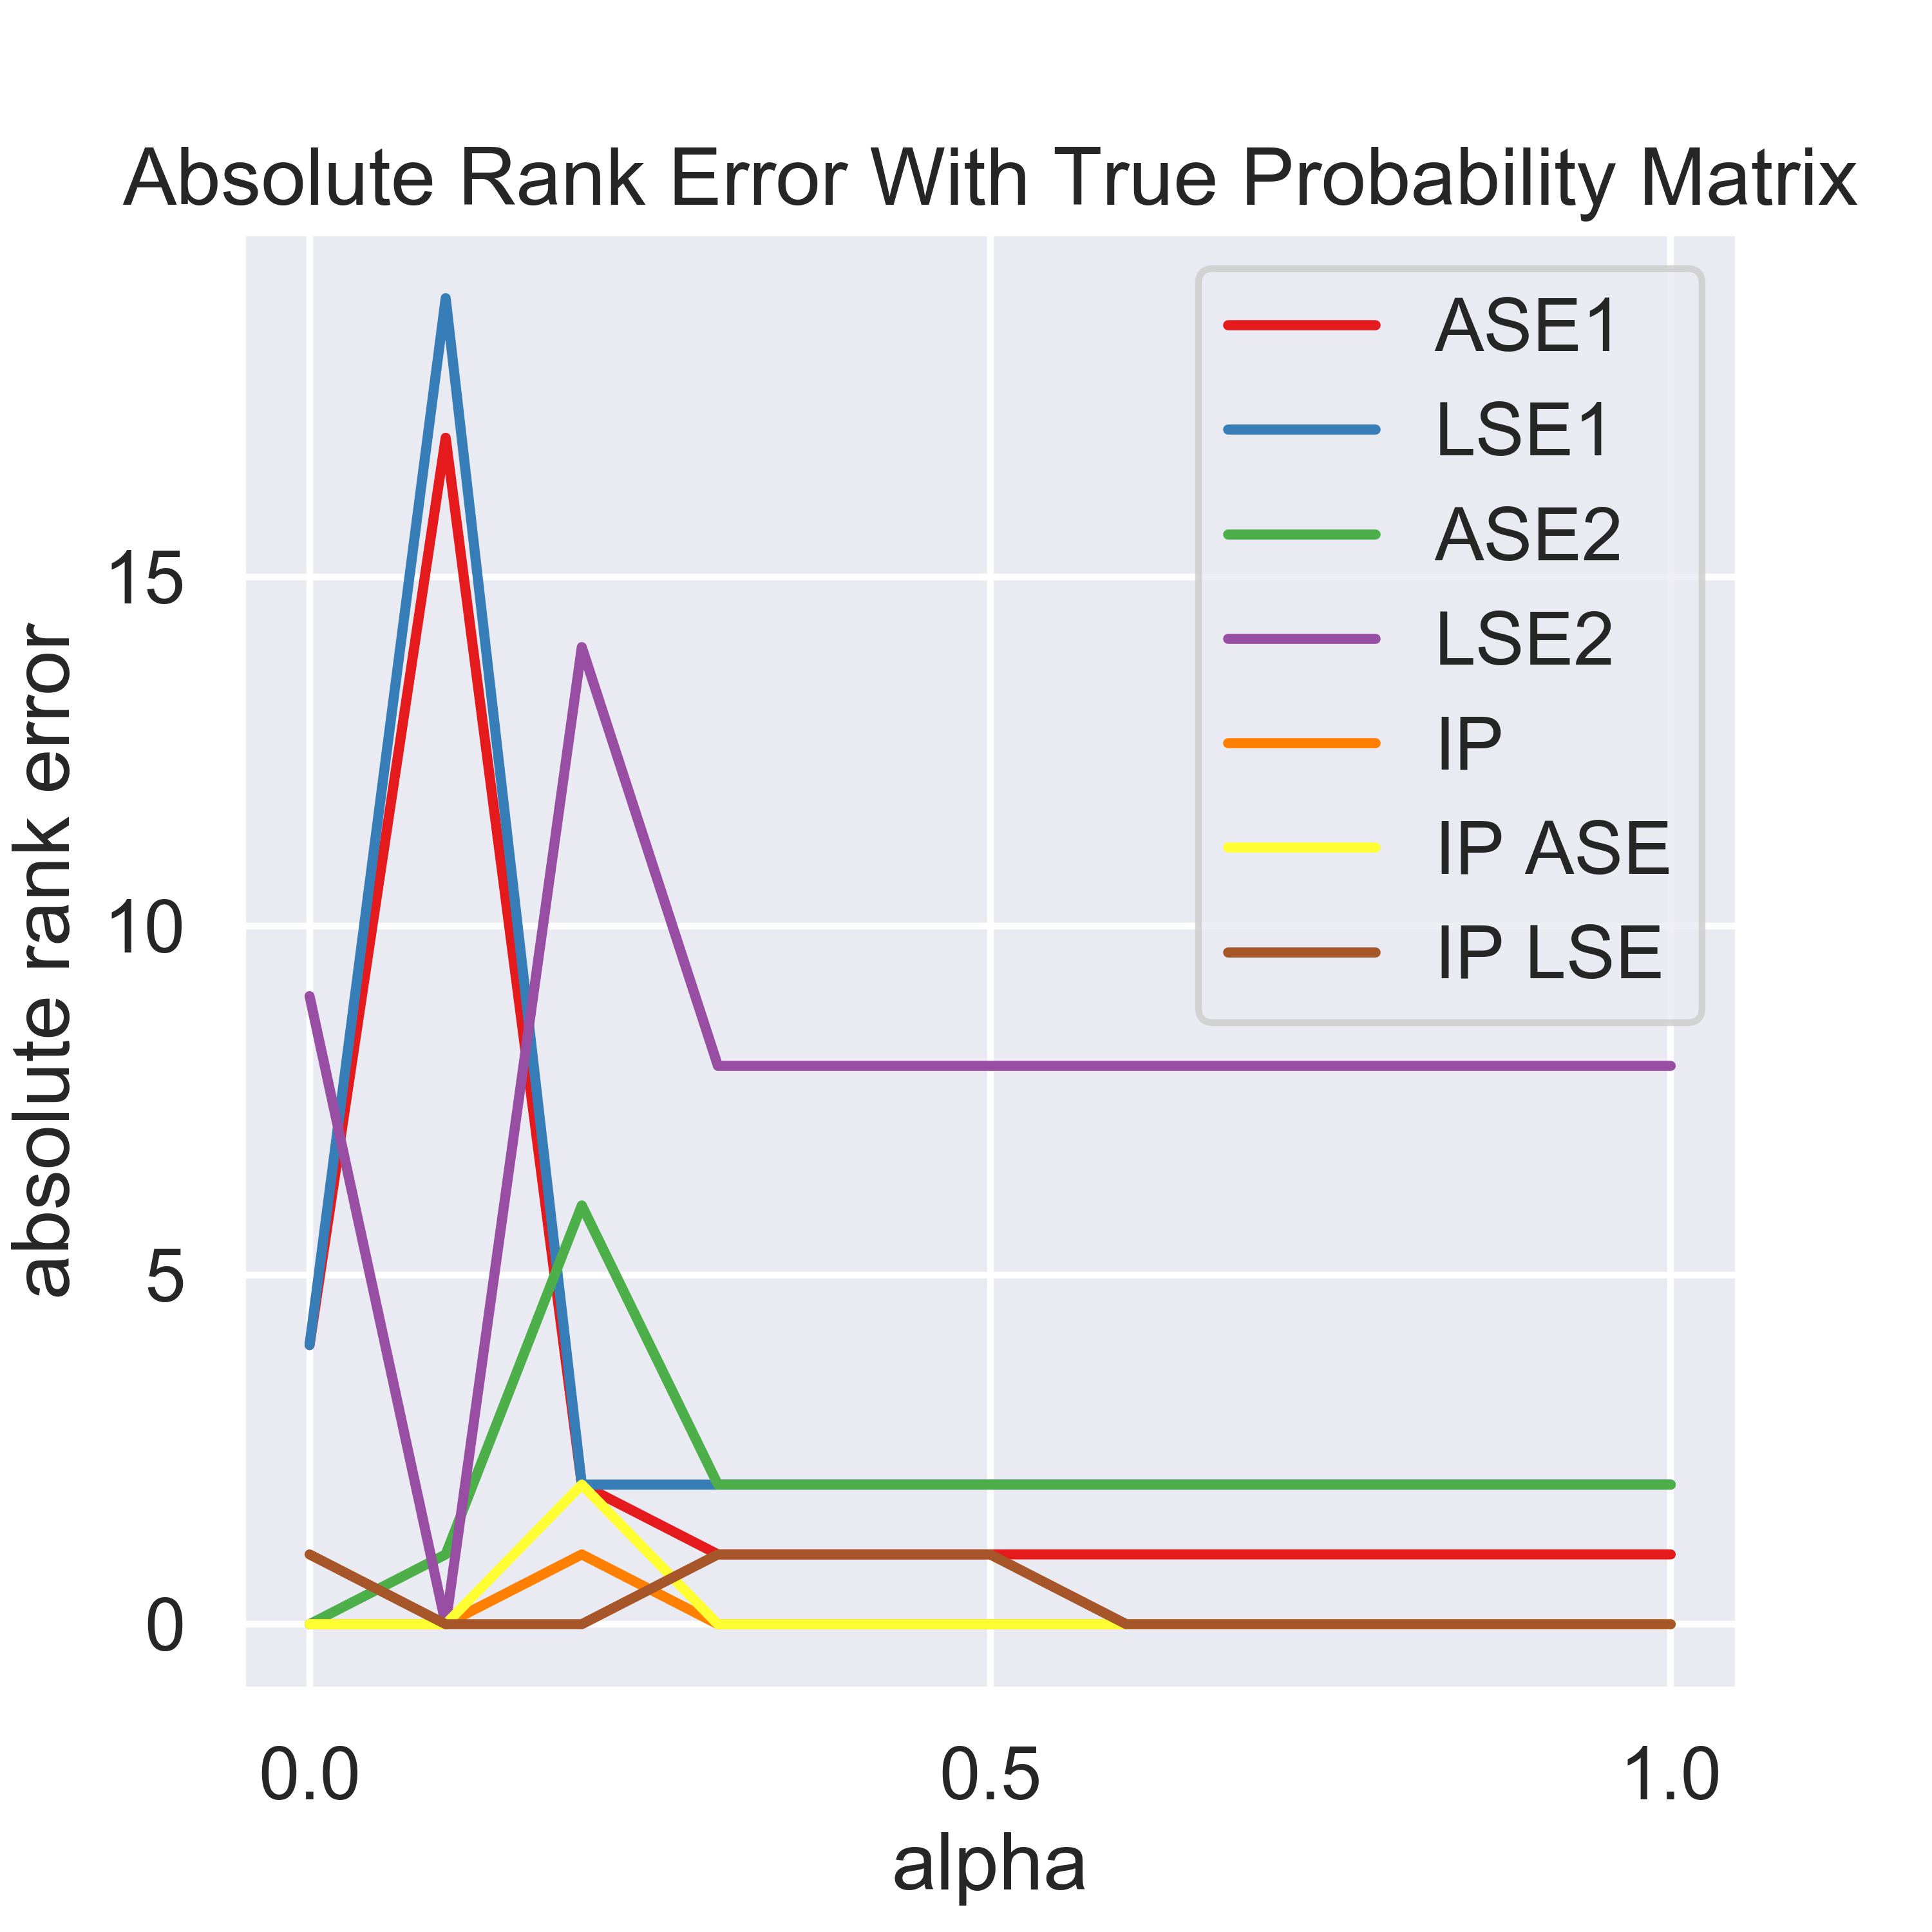 Absolute Rank Error With True Probability Matrix
ASE1
LSE1
ASE2
LSE2
IP
IP ASE
IP LSE
absolute rank error
15
10
5
0
0.0 0.5 1.0
alpha